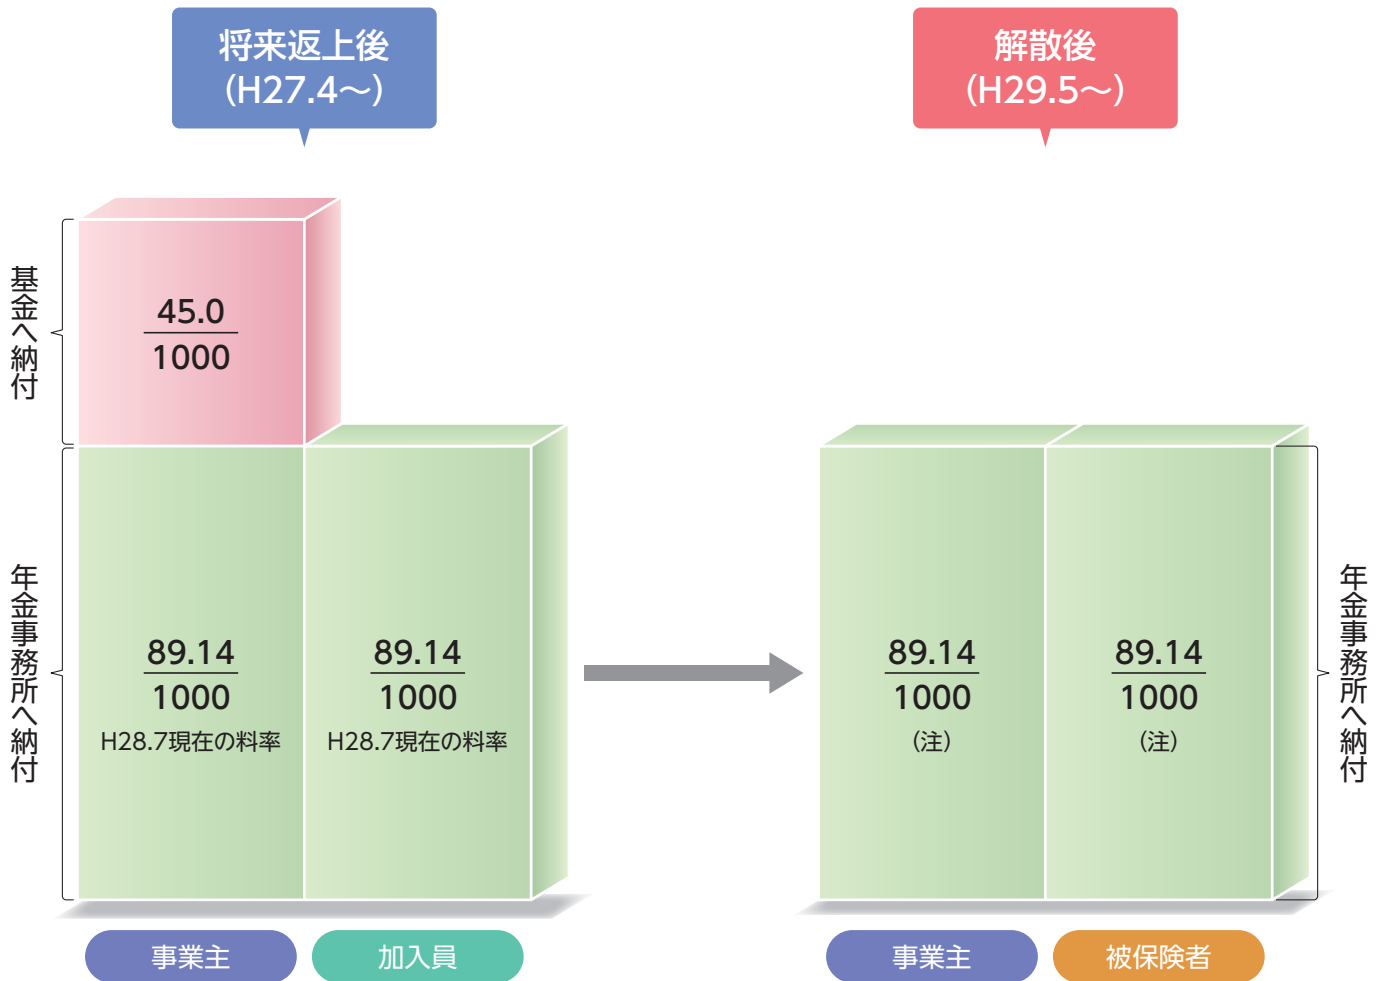 将来返上後
(H27.4~)
解散後
(H29.5~)
基金へ納付
45.0
1000
年金事務所へ納付
89.14
1000
H28.7現在の料率
89.14
1000
H28.7現在の料率
89.14
1000
(注)
89.14
1000
(注)
年金事務所へ納付
事業主
加入員
事業主
被保険者